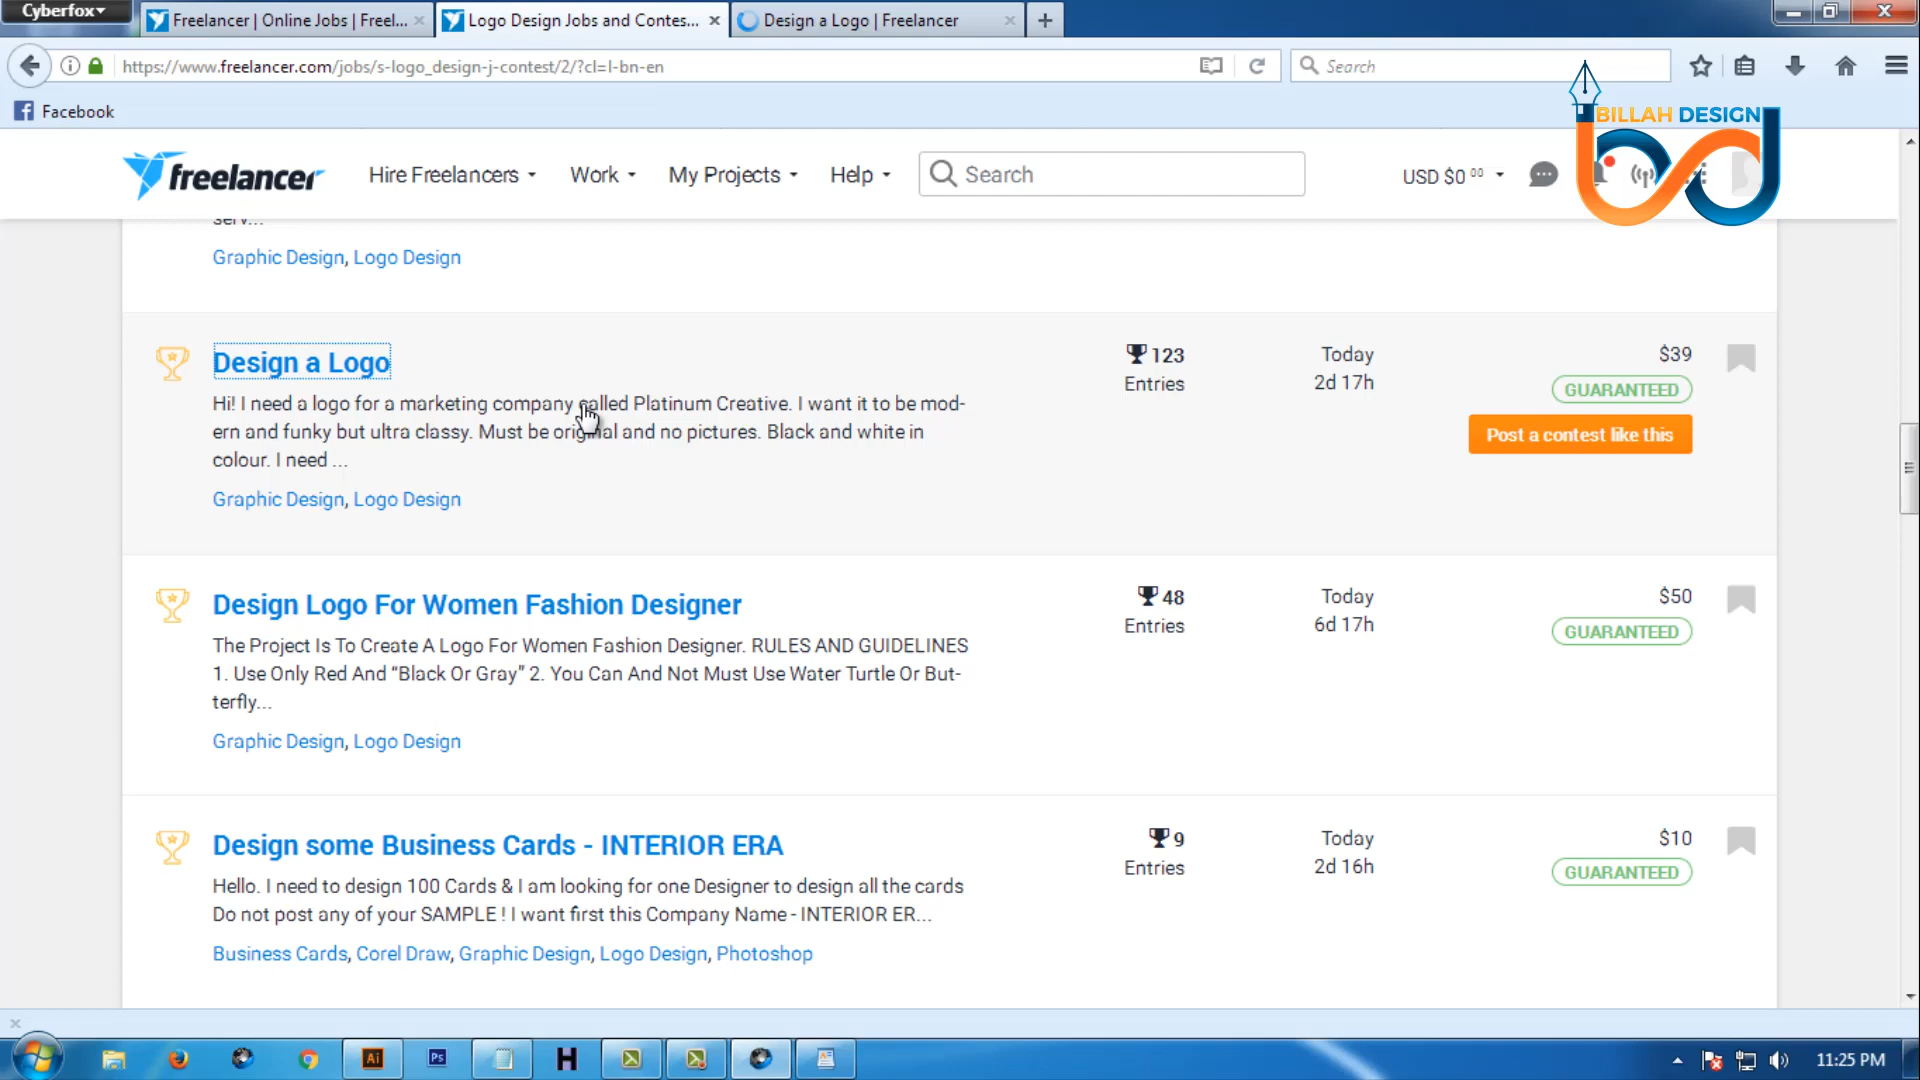 Cyberfox
Freelancer | Online Jobs | Freel...
Logo Design Jobs and Contes...
Design a Logo | Freelancer
https://www.freelancer.com/jobs/s-logo_design-j-contest/2/?cl=l-bn-en
Search
Facebook
BILLAH DESIGN
freelancer
Hire Freelancers
Work
My Projects
Help
Search
USD $0 00
serv...
Graphic Design, Logo Design
Design a Logo
123
Entries
Today
2d 17h
$39
GUARANTEED
Post a contest like this
Hi! I need a logo for a marketing company called Platinum Creative. I want it to be mod-
ern and funky but ultra classy. Must be original and no pictures. Black and white in
colour. I need ...
Graphic Design, Logo Design
Design Logo For Women Fashion Designer
48
Entries
Today
6d 17h
$50
GUARANTEED
The Project Is To Create A Logo For Women Fashion Designer. RULES AND GUIDELINES
1. Use Only Red And “Black Or Gray” 2. You Can And Not Must Use Water Turtle Or But-
terfly...
Graphic Design, Logo Design
Design some Business Cards - INTERIOR ERA
9
Entries
Today
2d 16h
$10
GUARANTEED
Hello. I need to design 100 Cards & I am looking for one Designer to design all the cards
Do not post any of your SAMPLE ! I want first this Company Name - INTERIOR ER...
Business Cards, Corel Draw, Graphic Design, Logo Design, Photoshop
Ai
Ps
H
11:25 PM